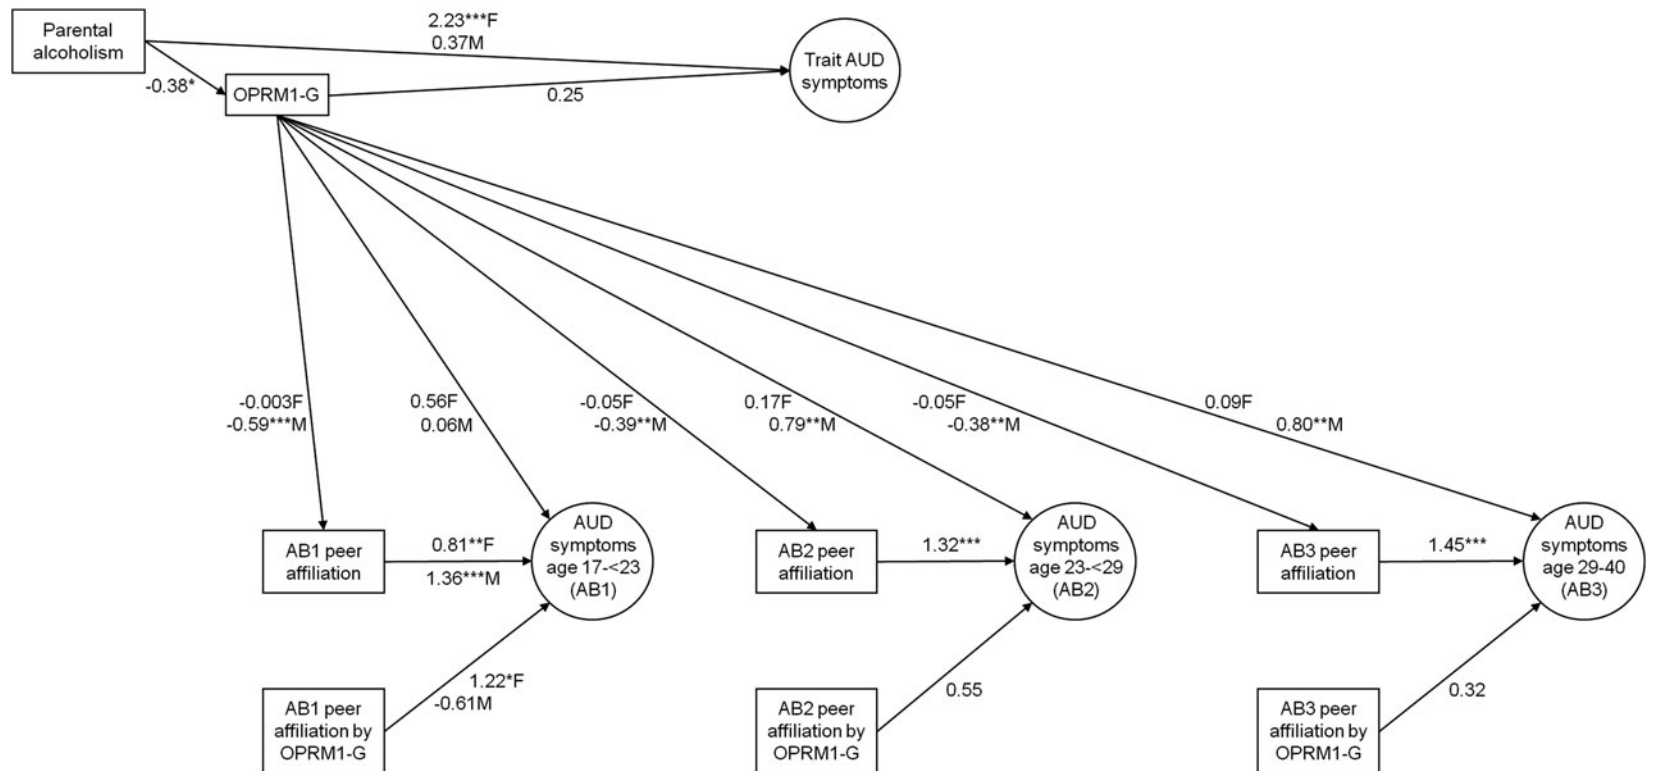 Parental
alcoholism
2.23***F
0.37M
Trait AUD
symptoms
-0.38*
OPRM1-G
0.25
-0.003F
-0.59***M
0.56F
0.06M
-0.05F
-0.39**M
0.17F
0.79**M
-0.05F
-0.38**M
0.09F
0.80**M
AB1 peer
affiliation
0.81**F
1.36***M
AUD
symptoms
age 17-<23
(AB1)
AB2 peer
affiliation
1.32***
AUD
symptoms
age 23-<29
(AB2)
AB3 peer
affiliation
1.45***
AUD
symptoms
age 29-40
(AB3)
AB1 peer
affiliation by
OPRM1-G
1.22*F
-0.61M
AB2 peer
affiliation by
OPRM1-G
0.55
AB3 peer
affiliation by
OPRM1-G
0.32